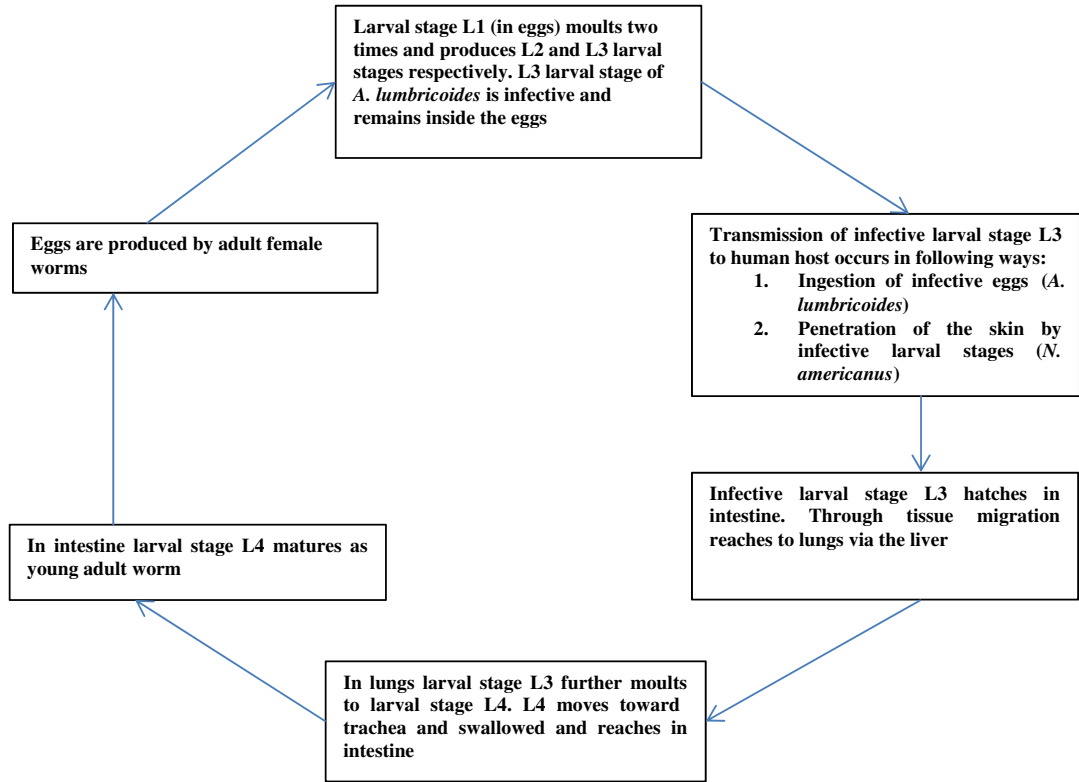 Larval stage L1 (in eggs) moults two
times and produces L2 and L3 larval
stages respectively. L3 larval stage of
A. lumbricoides is infective and
remains inside the eggs
Transmission of infective larval stage L3
to human host occurs in following ways:
1. Ingestion of infective eggs (A.
lumbricoides)
2. Penetration of the skin by
infective larval stages (N.
americanus)
Infective larval stage L3 hatches in
intestine. Through tissue migration
reaches to lungs via the liver
In lungs larval stage L3 further moults
to larval stage L4. L4 moves toward
trachea and swallowed and reaches in
intestine
In intestine larval stage L4 matures as
young adult worm
Eggs are produced by adult female
worms